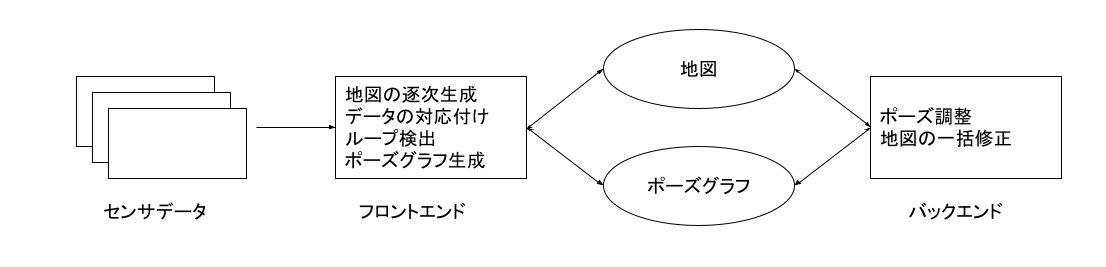 地図の逐次生成
データの対応付け
ループ検出
ポーズグラフ生成
地図
ポーズグラフ
ポーズ調整
地図の一括修正
センサデータ
フロントエンド
バックエンド